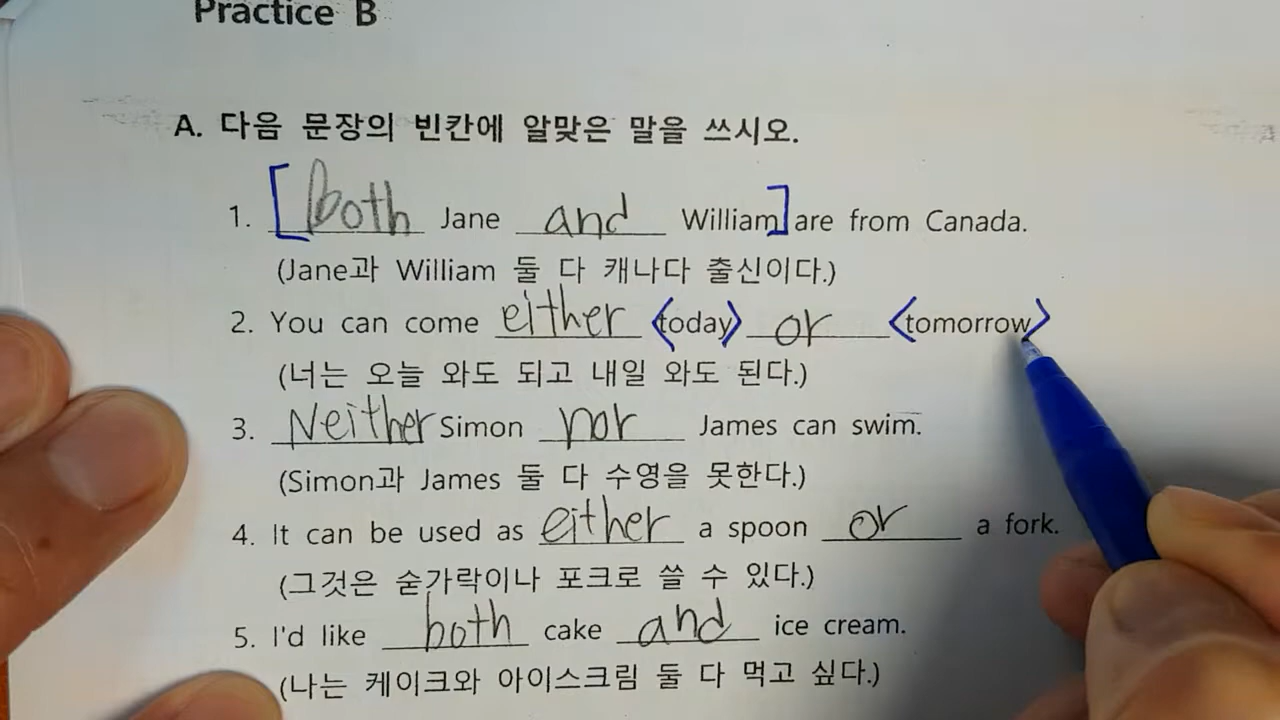 Practice B
A. 다음 문장의 빈칸에 알맞은 말을 쓰시오.
1. [both Jane and William] are from Canada.
(Jane과 William 둘 다 캐나다 출신이다.)
2. You can come either <today> or <tomorrow>
(너는 오늘 와도 되고 내일 와도 된다.)
3. Neither Simon nor James can swim.
(Simon과 James 둘 다 수영을 못한다.)
4. It can be used as either a spoon or a fork.
(그것은 숟가락이나 포크로 쓸 수 있다.)
5. I'd like both cake and ice cream.
(나는 케이크와 아이스크림 둘 다 먹고 싶다.)